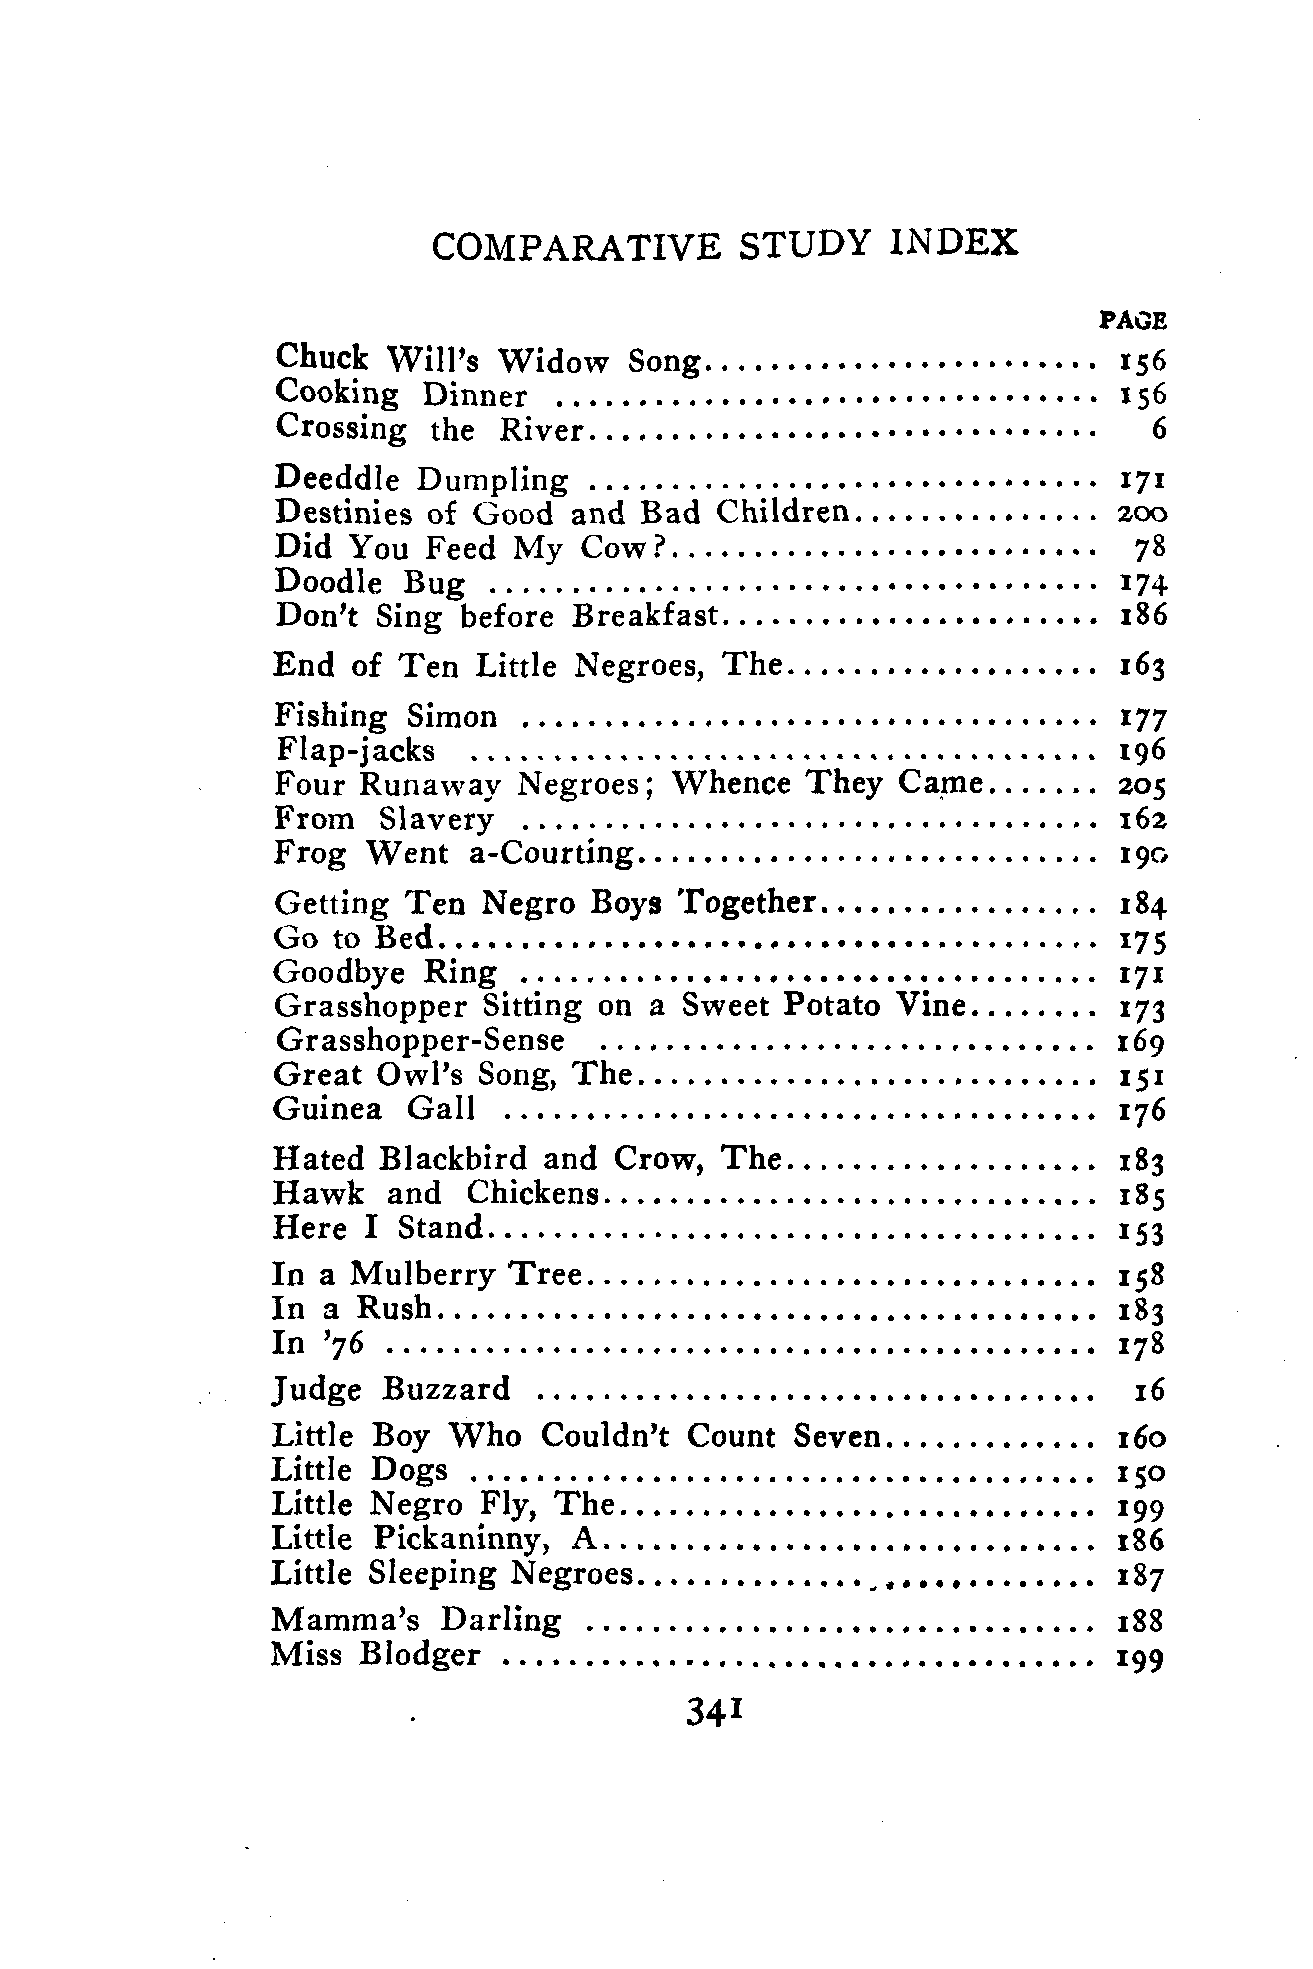 COMPARATIVE STUDY INDEX
PAGE
Chuck Will's Widow Song........................ 156
Cooking Dinner ................................. 156
Crossing the River............................... 6
Deeddle Dumpling ............................... 171
Destinies of Good and Bad Children............... 200
Did You Feed My Cow?.......................... 78
Doodle Bug ..................................... 174
Don't Sing before Breakfast....................... 186
End of Ten Little Negroes, The................... 163
Fishing Simon ................................... 177
Flap-jacks ...................................... 196
Four Runaway Negroes; Whence They Came....... 205
From Slavery ................................... 162
Frog Went a-Courting............................ 190
Getting Ten Negro Boys Together................. 184
Go to Bed........................................ 175
Goodbye Ring ................................... 171
Grasshopper Sitting on a Sweet Potato Vine........ 173
Grasshopper-Sense .............................. 169
Great Owl's Song, The............................ 151
Guinea Gall .................................... 176
Hated Blackbird and Crow, The................... 183
Hawk and Chickens.............................. 185
Here I Stand..................................... 153
In a Mulberry Tree............................... 158
In a Rush........................................ 183
In '76 ........................................... 178
Judge Buzzard .................................. 16
Little Boy Who Couldn't Count Seven............. 160
Little Dogs ...................................... 150
Little Negro Fly, The............................. 199
Little Pickaninny, A.............................. 186
Little Sleeping Negroes............................ 187
Mamma's Darling ............................... 188
Miss Blodger .................................... 199
341